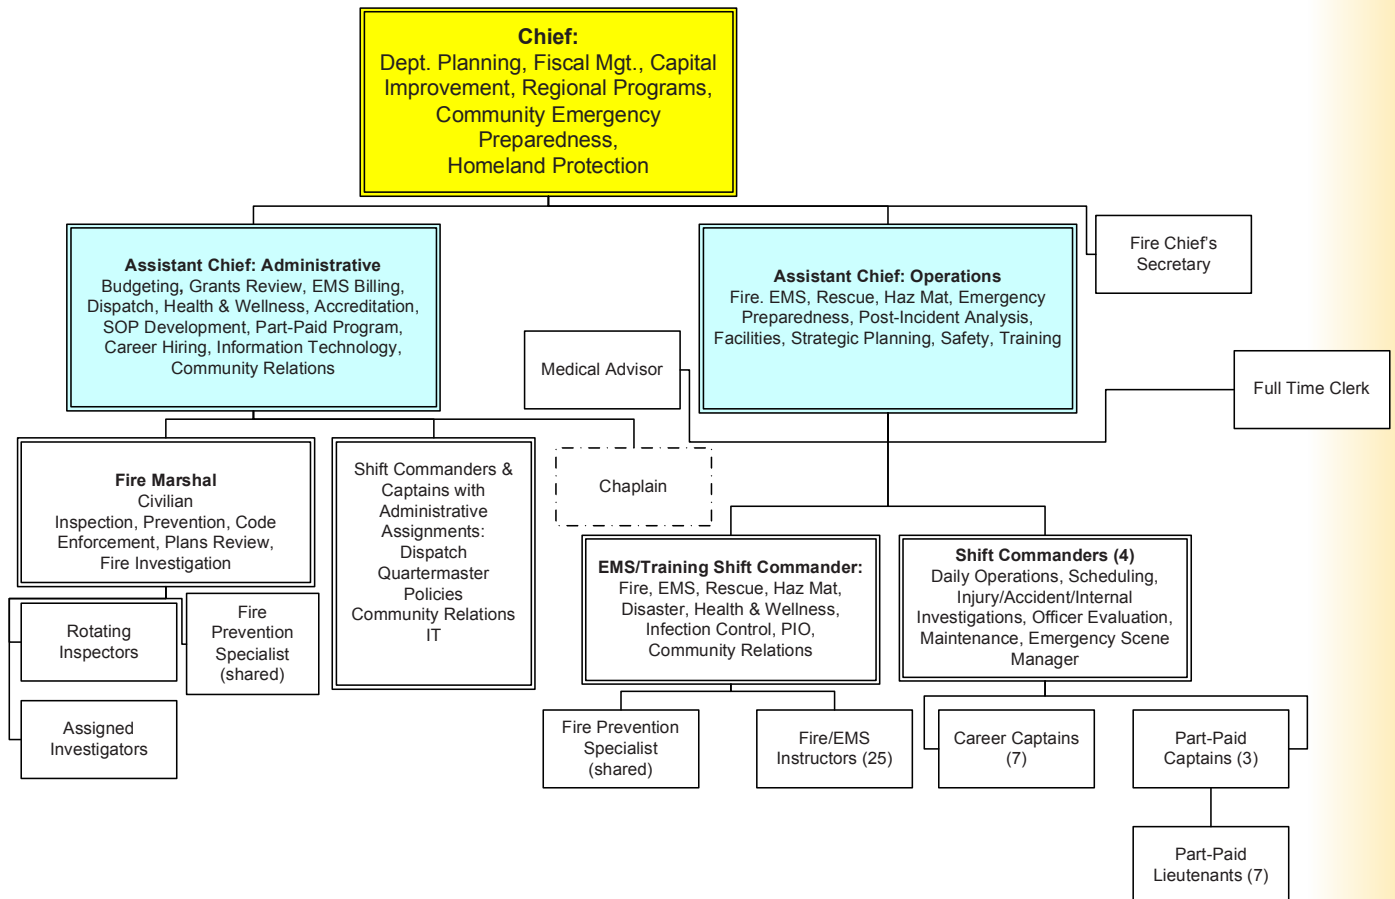 Chief:
Dept. Planning, Fiscal Mgt., Capital
Improvement, Regional Programs,
Community Emergency
Preparedness,
Homeland Protection
Fire Chief's
Secretary
Assistant Chief: Administrative
Budgeting, Grants Review, EMS Billing,
Dispatch, Health & Wellness, Accreditation,
SOP Development, Part-Paid Program,
Career Hiring, Information Technology,
Community Relations
Assistant Chief: Operations
Fire. EMS, Rescue, Haz Mat, Emergency
Preparedness, Post-Incident Analysis,
Facilities, Strategic Planning, Safety, Training
Medical Advisor
Full Time Clerk
Fire Marshal
Civilian
Inspection, Prevention, Code
Enforcement, Plans Review,
Fire Investigation
Shift Commanders &
Captains with
Administrative
Assignments:
Dispatch
Quartermaster
Policies
Community Relations
IT
Chaplain
EMS/Training Shift Commander:
Fire, EMS, Rescue, Haz Mat,
Disaster, Health & Wellness,
Infection Control, PIO,
Community Relations
Shift Commanders (4)
Daily Operations, Scheduling,
Injury/Accident/Internal
Investigations, Officer Evaluation,
Maintenance, Emergency Scene
Manager
Rotating
Inspectors
Fire
Prevention
Specialist
(shared)
Assigned
Investigators
Fire Prevention
Specialist
(shared)
Fire/EMS
Instructors (25)
Career Captains
(7)
Part-Paid
Captains (3)
Part-Paid
Lieutenants (7)